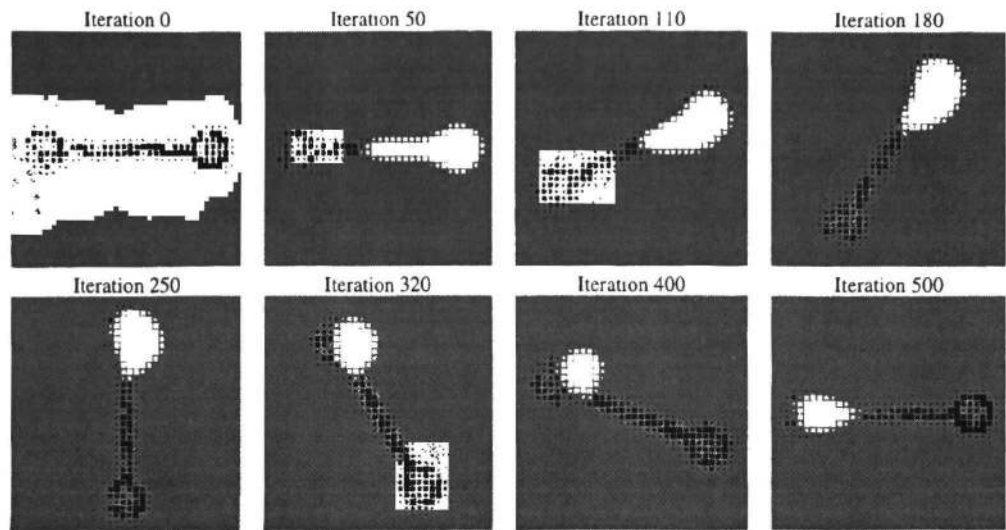 Iteration 0
Iteration 50
Iteration 110
Iteration 180
Iteration 250
Iteration 320
Iteration 400
Iteration 500